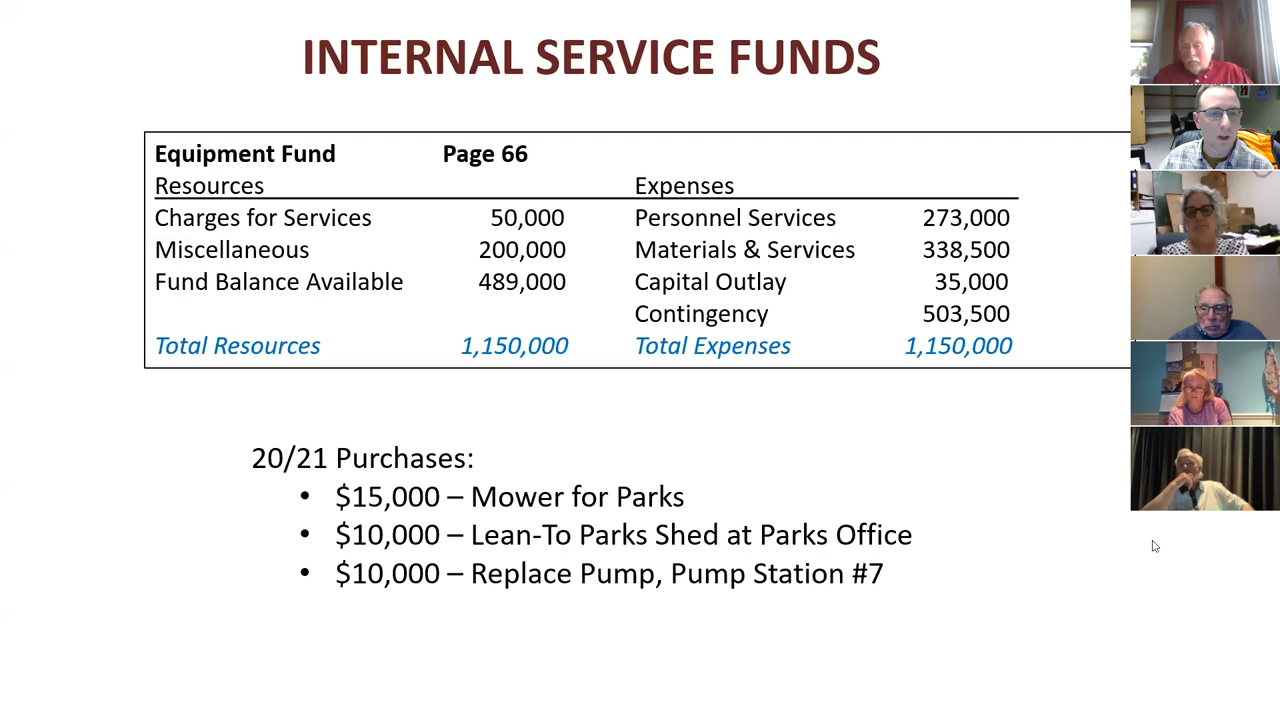 INTERNAL SERVICE FUNDS
Equipment Fund Page 66
Resources Expenses
Charges for Services 50,000 Personnel Services 273,000
Miscellaneous 200,000 Materials & Services 338,500
Fund Balance Available 489,000 Capital Outlay 35,000
Contingency 503,500
Total Resources 1,150,000 Total Expenses 1,150,000
20/21 Purchases:
• $15,000 – Mower for Parks
• $10,000 – Lean-To Parks Shed at Parks Office
• $10,000 – Replace Pump, Pump Station #7